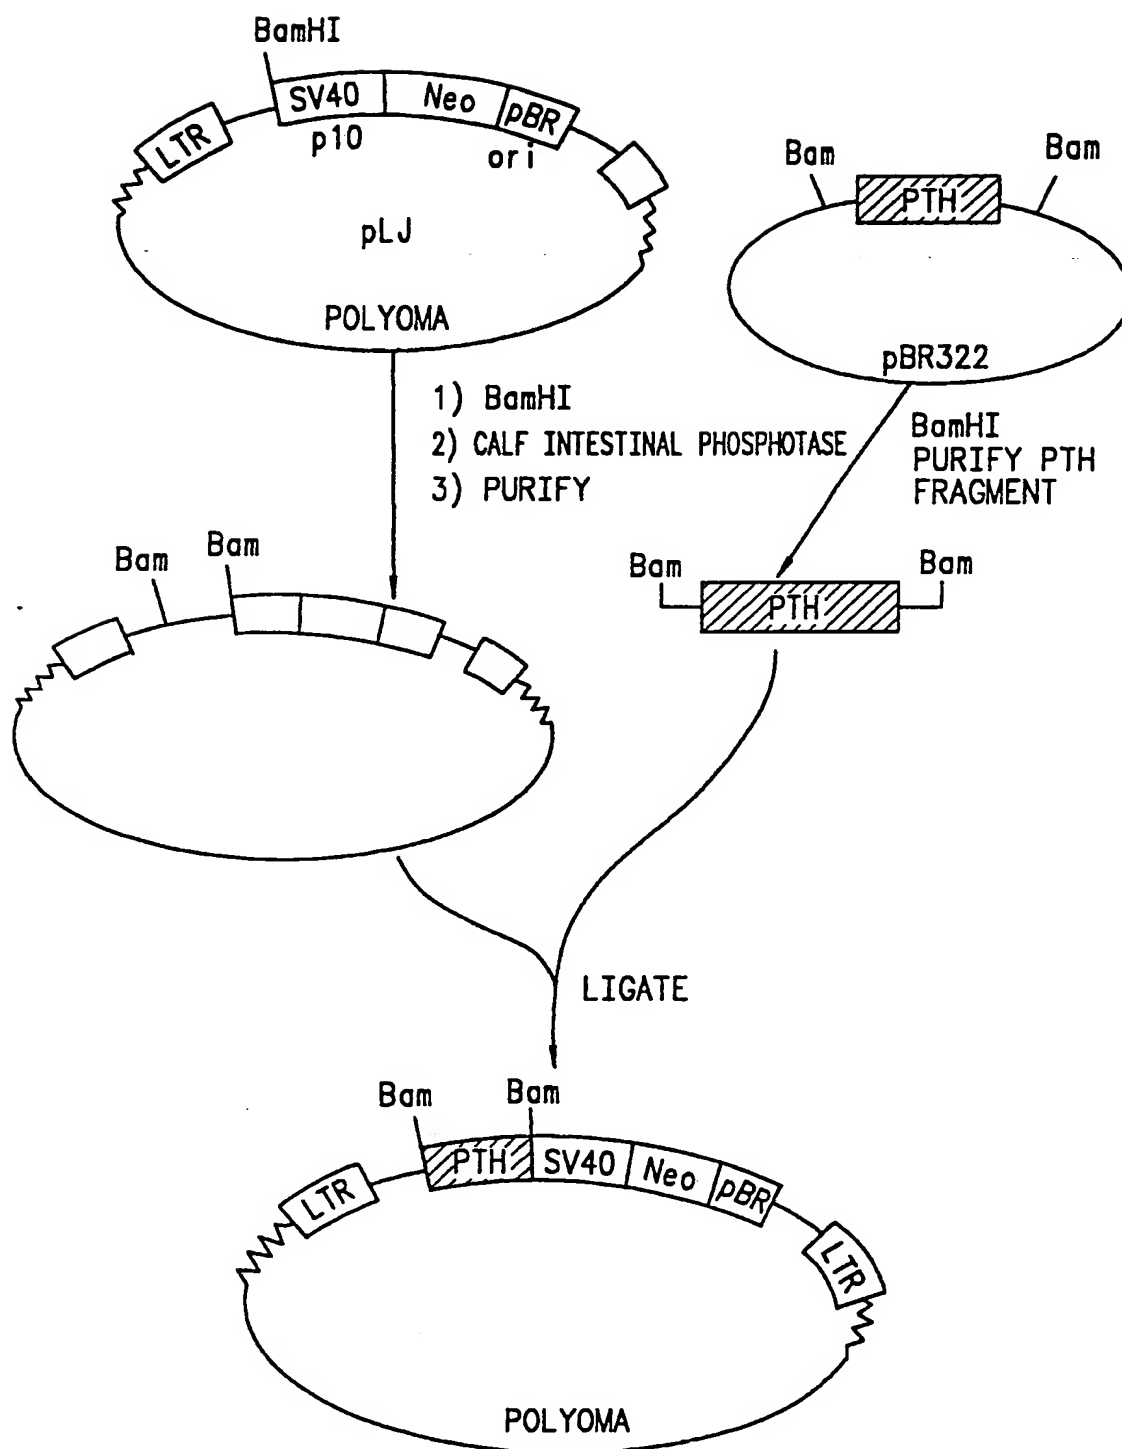 BamHI
SV40
Neo
pBR
LTR
p10
ori
pLJ
POLYOMA
Bam
Bam
PTH
pBR322
1) BamHI
2) CALF INTESTINAL PHOSPHOTASE
3) PURIFY
BamHI
PURIFY PTH
FRAGMENT
Bam
Bam
Bam
Bam
PTH
LIGATE
Bam
Bam
PTH
SV40
Neo
pBR
LTR
LTR
POLYOMA